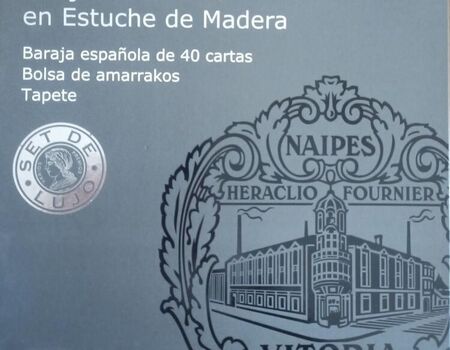 en Estuche de Madera
Baraja española de 40 cartas
Bolsa de amarrakos
Tapete
SET DE
LUJO
NAIPES
HERACLIO FOURNIER
VITORIA